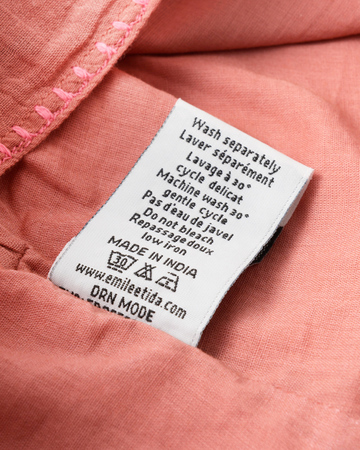 Wash separately
Laver séparément
Lavage à 30°
cycle delicat
Machine wash 30°
gentle cycle
Pas d'eau de javel
Do not bleach
Repassage doux
low iron
MADE IN INDIA
30
www.emileetida.com
DRN MODE